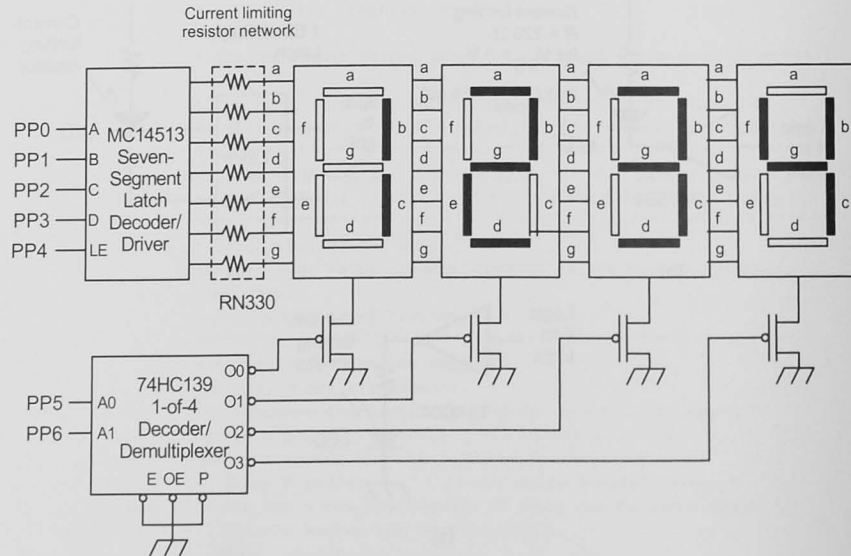 Current limiting
resistor network
PP0
PP1
PP2
PP3
PP4
A
B
C
D
LE
MC14513
Seven-
Segment
Latch
Decoder/
Driver
a
b
c
d
e
f
g
RN330
a
f
b
g
e
c
d
a
b
c
d
e
f
g
a
f
b
g
e
c
d
a
b
c
d
e
f
g
a
f
b
g
e
c
d
a
b
c
d
e
f
g
a
f
b
g
e
c
d
PP5
PP6
A0
A1
74HC139
1-of-4
Decoder/
Demultiplexer
O0
O1
O2
O3
E OE P